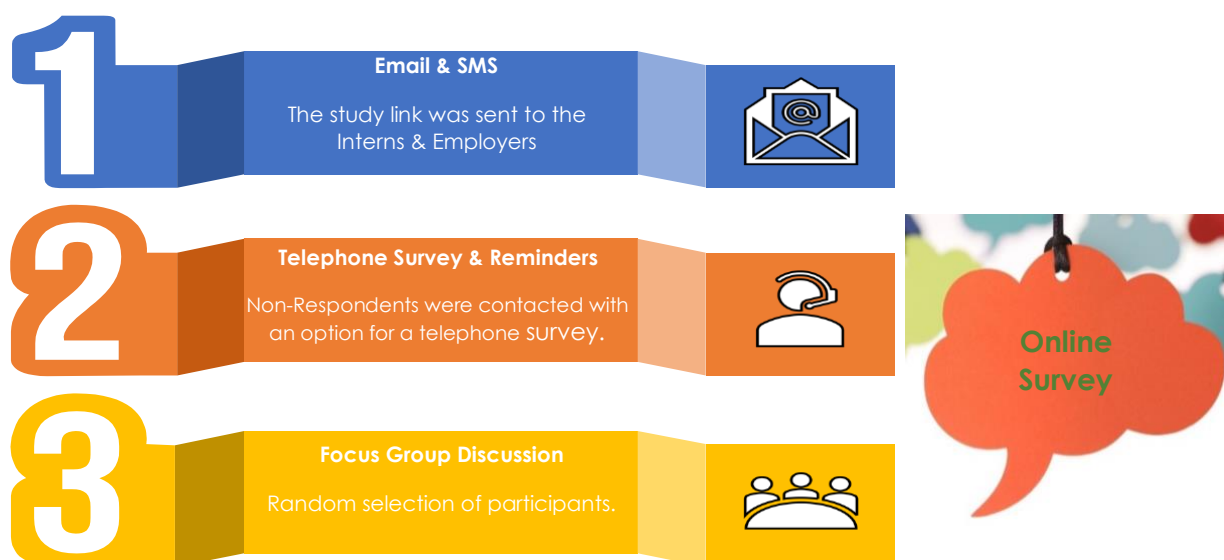 1
Email & SMS
The study link was sent to the
Interns & Employers
@
2
Telephone Survey & Reminders
Non-Respondents were contacted with
an option for a telephone survey.
3
Focus Group Discussion
Random selection of participants.
Online
Survey